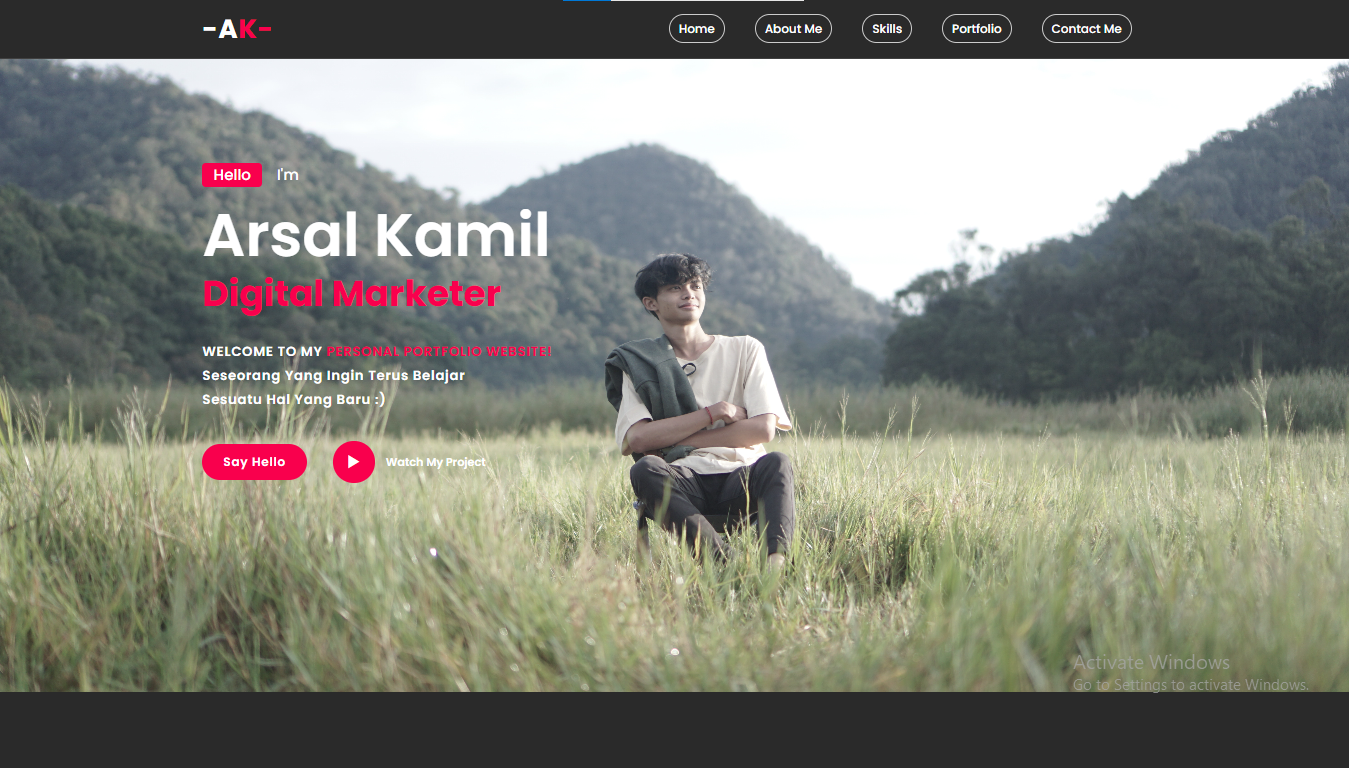 -AK-
Home About Me Skills Portfolio Contact Me
Hello I'm
Arsal Kamil
Digital Marketer
WELCOME TO MY PERSONAL PORTFOLIO WEBSITE!
Seseorang Yang Ingin Terus Belajar
Sesuatu Hal Yang Baru :)
Say Hello Watch My Project
Activate Windows
Go to Settings to activate Windows.